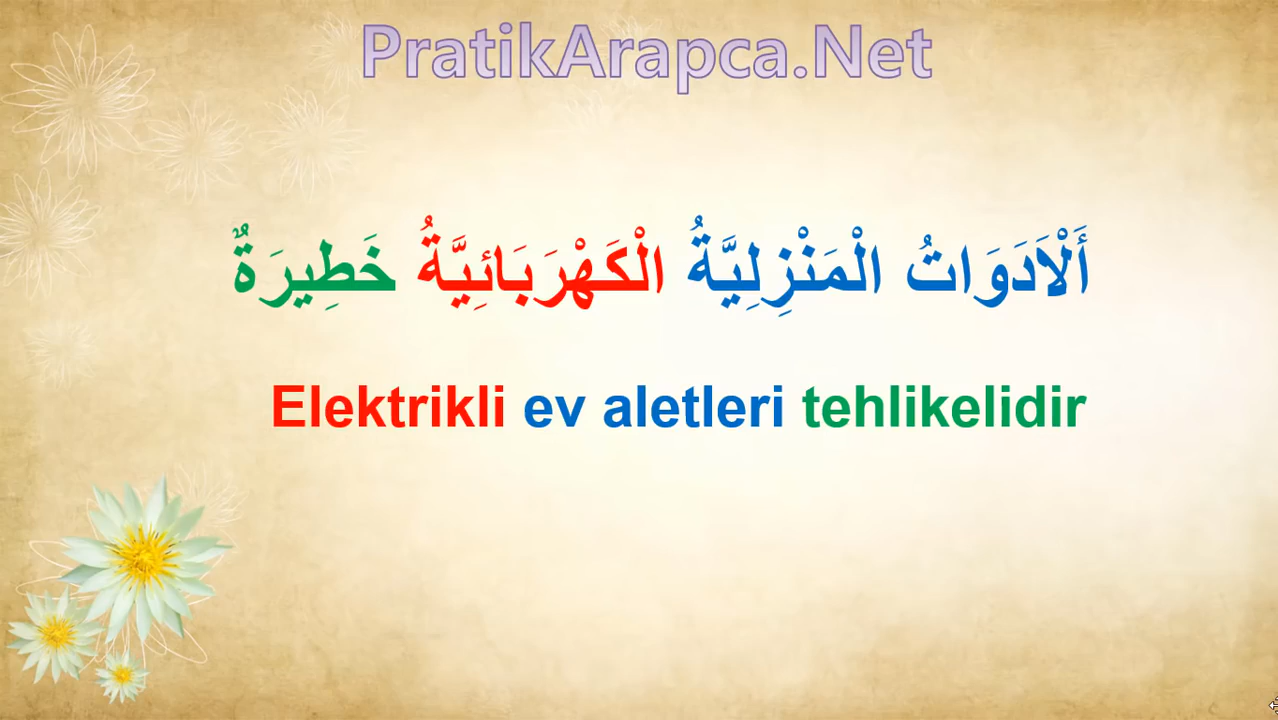 PratikArapca.Net
أَلْاَدَوَاتُ الْمَنْزِلِيَّةُ الْكَهْرَبَائِيَّةُ خَطِيرَةٌ
Elektrikli ev aletleri tehlikelidir